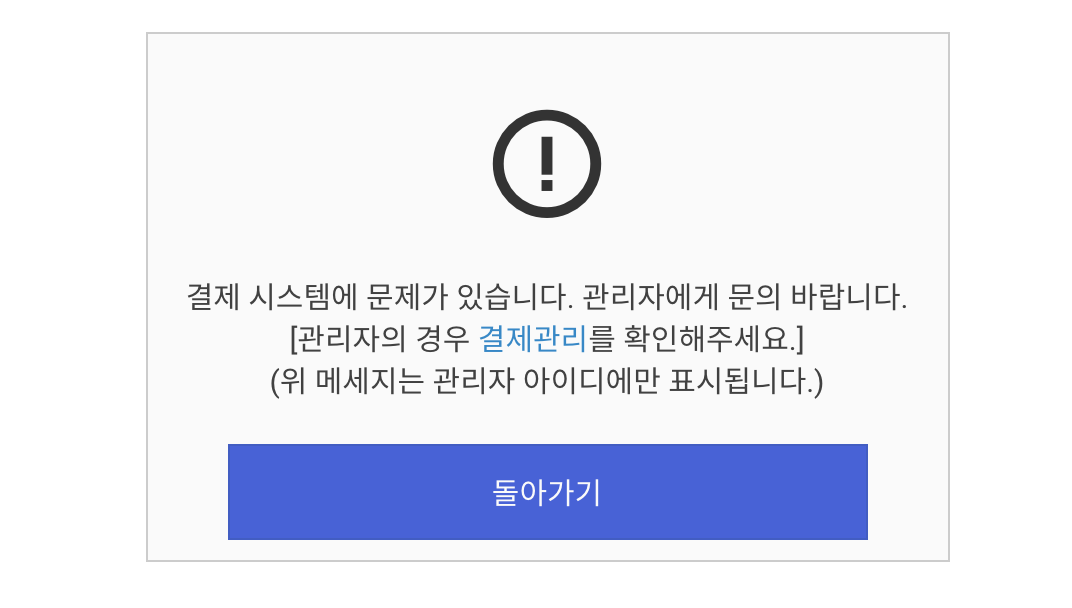 결제 시스템에 문제가 있습니다. 관리자에게 문의 바랍니다.
[관리자의 경우 결제관리를 확인해주세요.]
(위 메세지는 관리자 아이디에만 표시됩니다.)
돌아가기